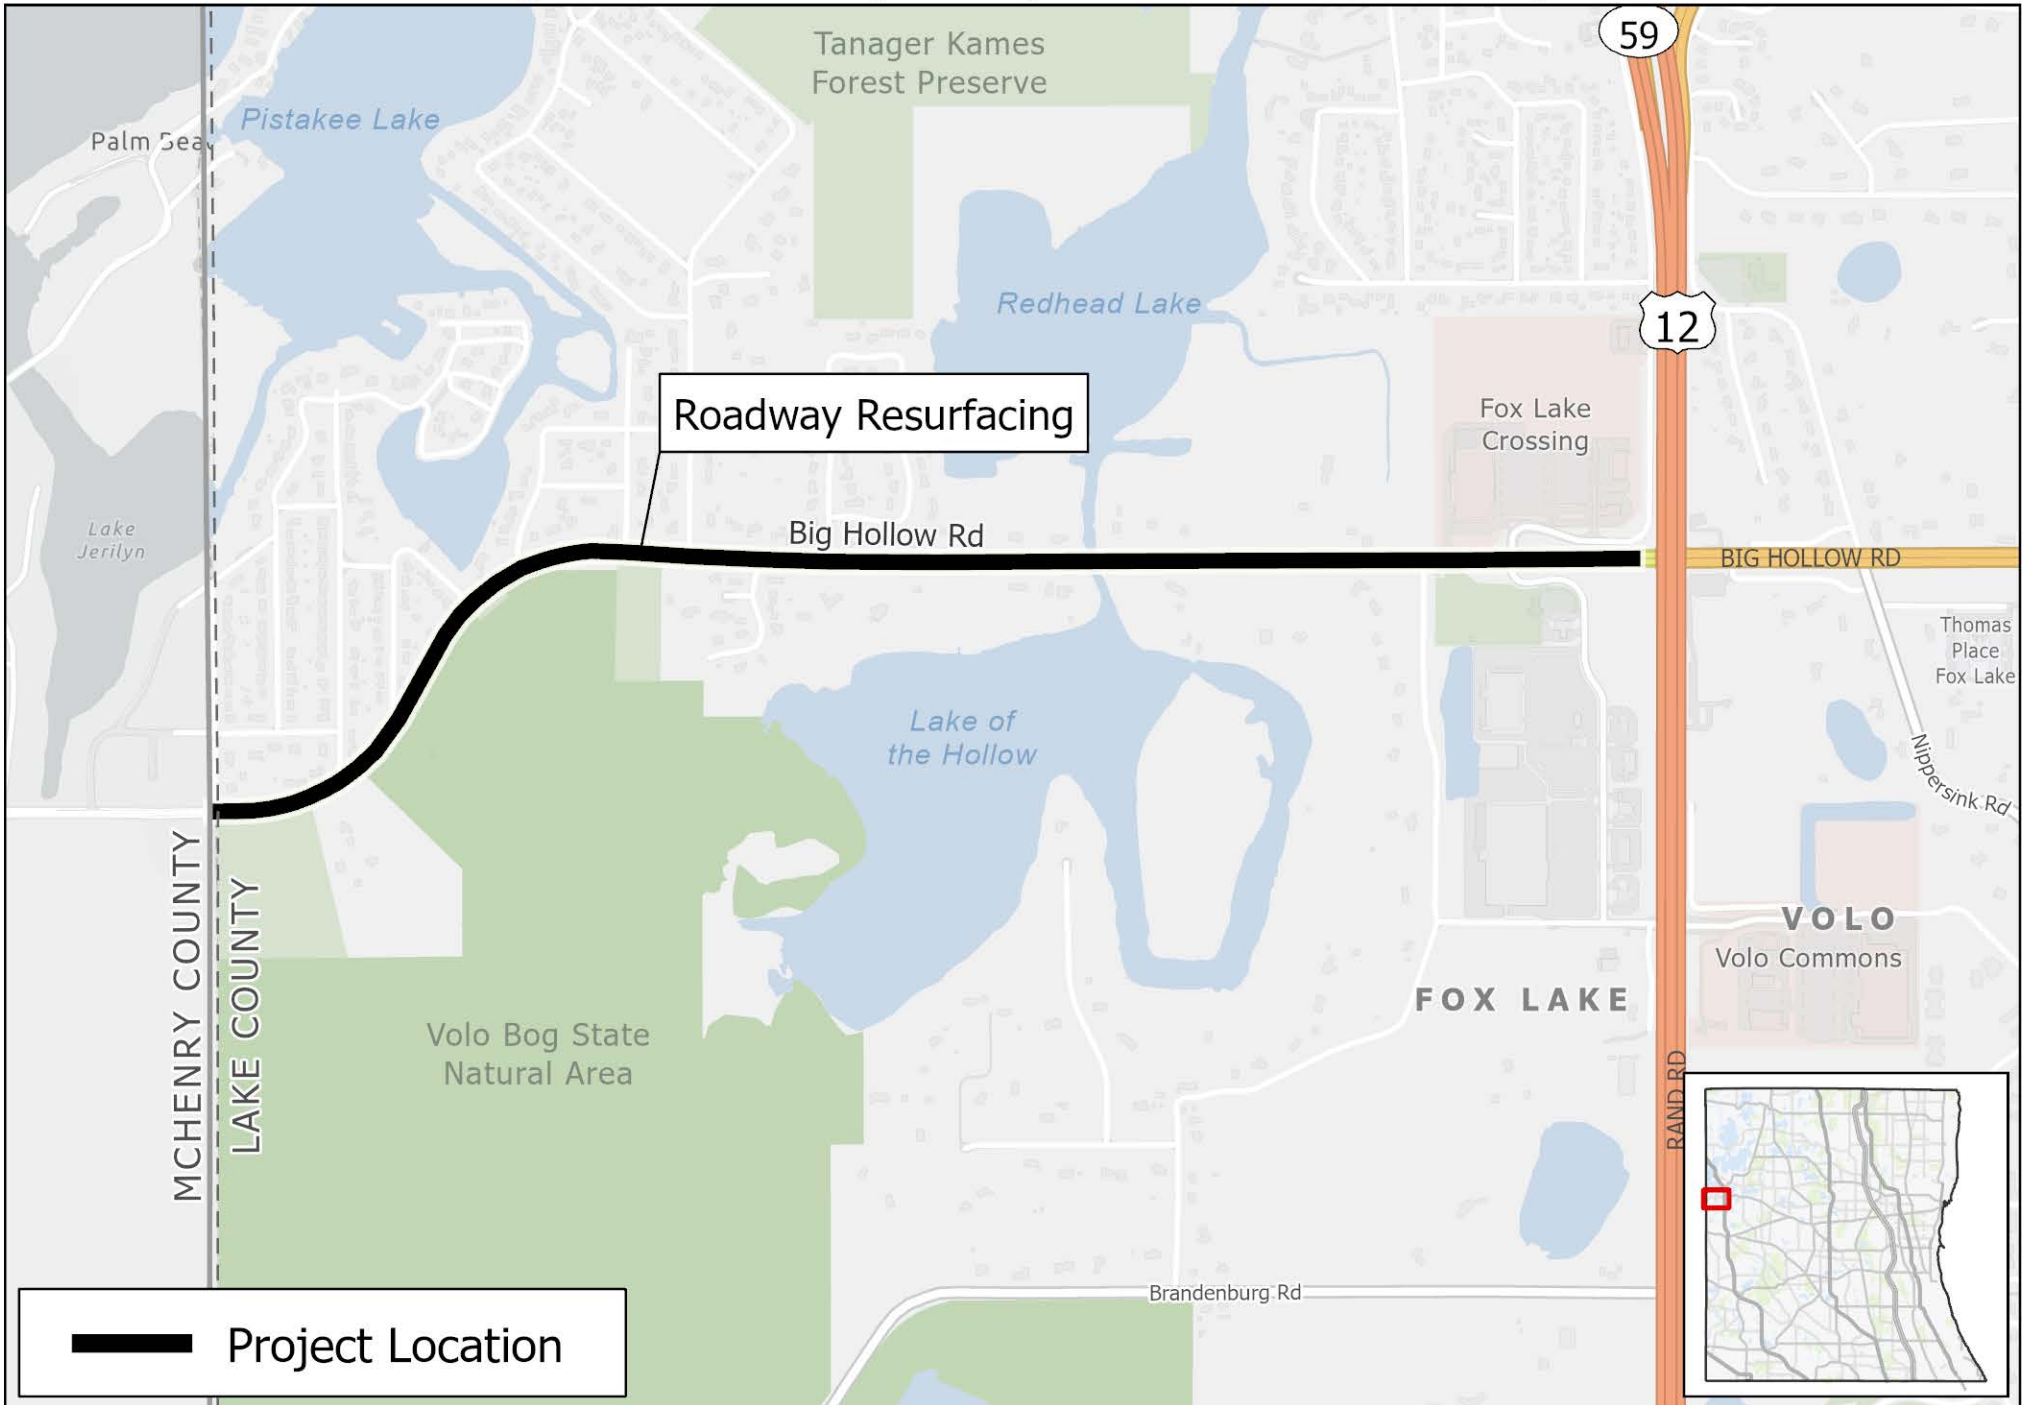 59
Tanager Kames
Forest Preserve
Pistakee Lake
Redhead Lake
12
Roadway Resurfacing
Fox Lake
Crossing
Lake
Jerilyn
Big Hollow Rd
BIG HOLLOW RD
Thomas
Place
Fox Lake
Lake of
the Hollow
Nippersink Rd
MCHENRY COUNTY
LAKE COUNTY
VOLO
Volo Commons
FOX LAKE
Volo Bog State
Natural Area
RAND RD
Brandenburg Rd
Project Location